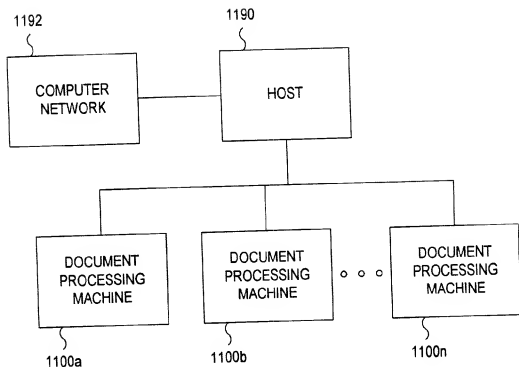 1192
1190
COMPUTER
NETWORK
HOST
DOCUMENT
PROCESSING
MACHINE
DOCUMENT
PROCESSING
MACHINE
DOCUMENT
PROCESSING
MACHINE
1100a
1100b
1100n